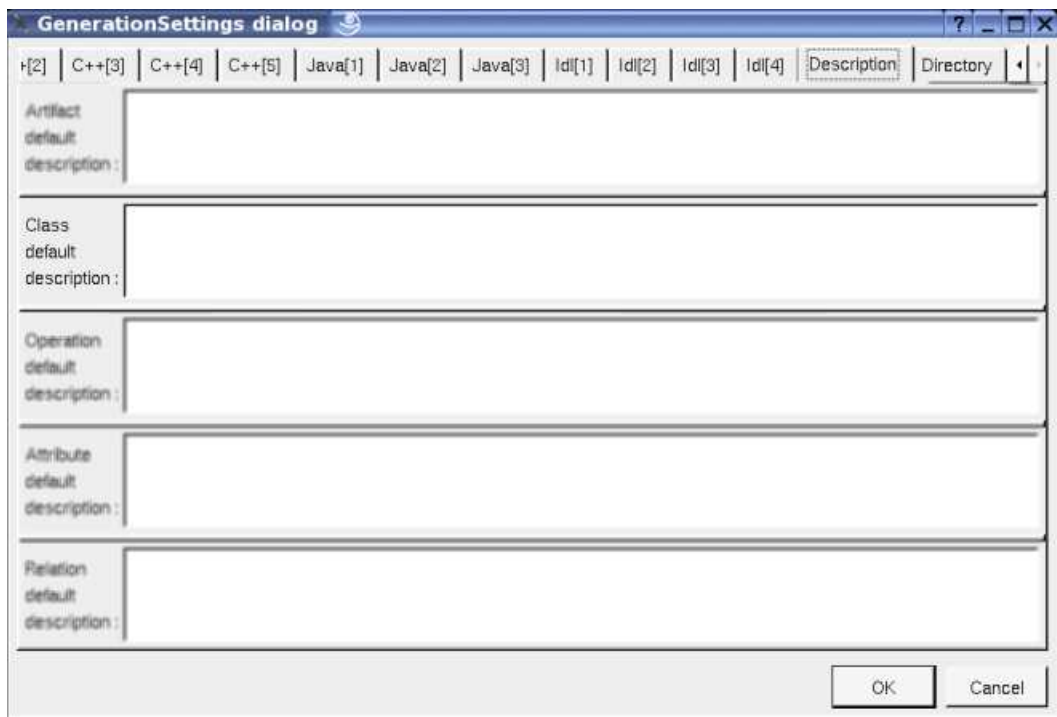 GenerationSettings dialog
+[2] C++[3] C++[4] C++[5] Java[1] Java[2] Java[3] Idl[1] Idl[2] Idl[3] Idl[4] Description Directory
Artifact
default
description :
Class
default
description :
Operation
default
description :
Attribute
default
description :
Relation
default
description :
OK Cancel